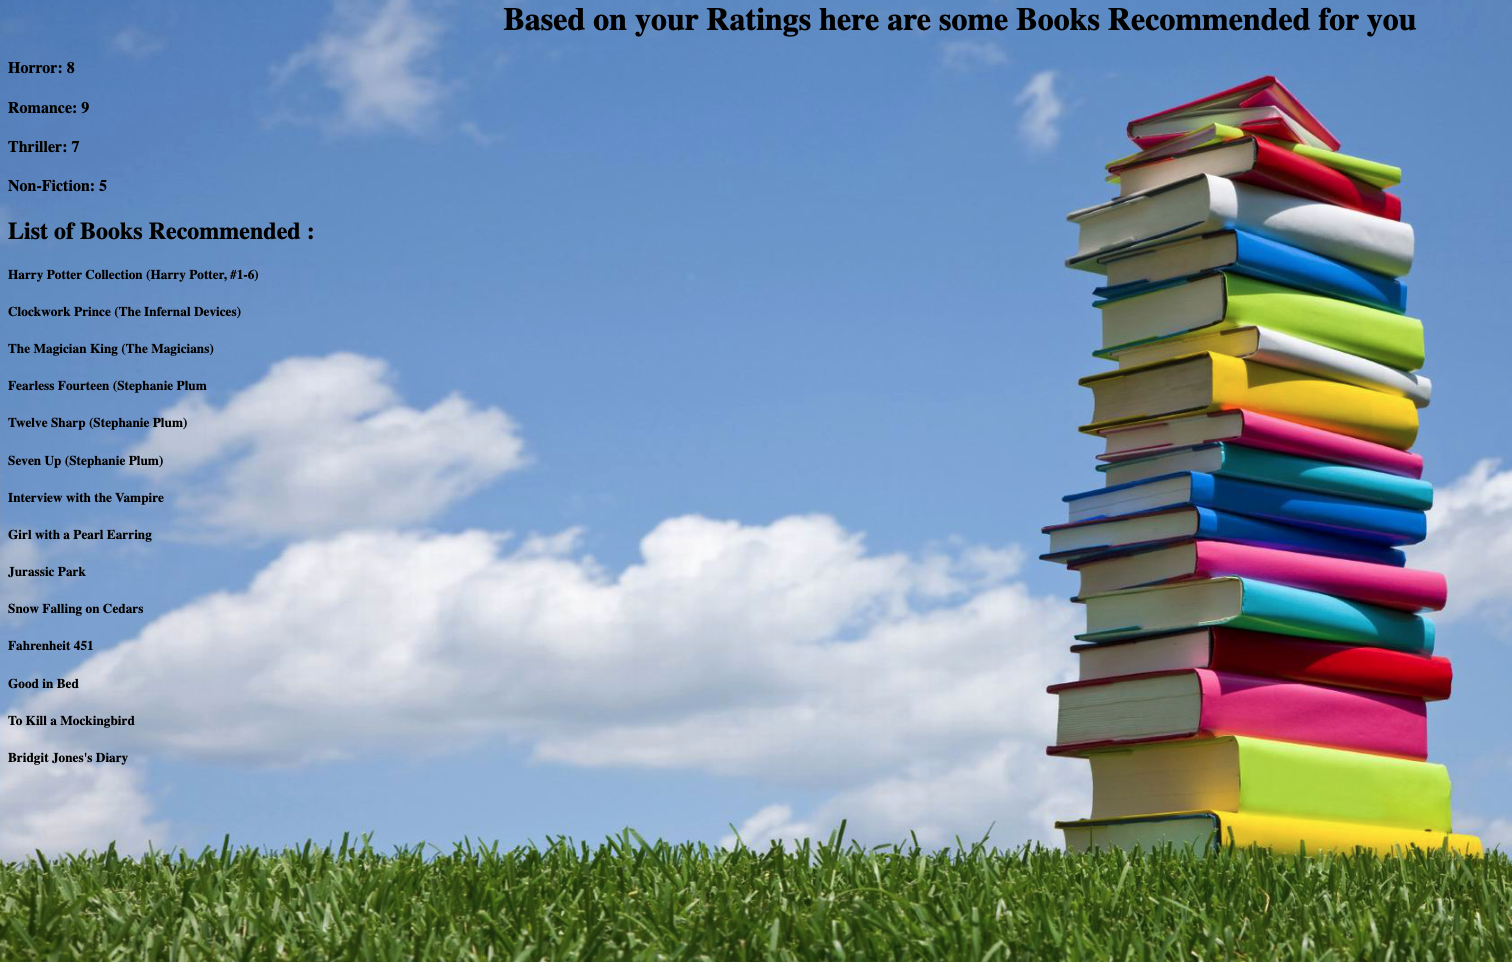 Based on your Ratings here are some Books Recommended for you
Horror: 8
Romance: 9
Thriller: 7
Non-Fiction: 5
List of Books Recommended :
Harry Potter Collection (Harry Potter, #1-6)
Clockwork Prince (The Infernal Devices)
The Magician King (The Magicians)
Fearless Fourteen (Stephanie Plum
Twelve Sharp (Stephanie Plum)
Seven Up (Stephanie Plum)
Interview with the Vampire
Girl with a Pearl Earring
Jurassic Park
Snow Falling on Cedars
Fahrenheit 451
Good in Bed
To Kill a Mockingbird
Bridgit Jones's Diary